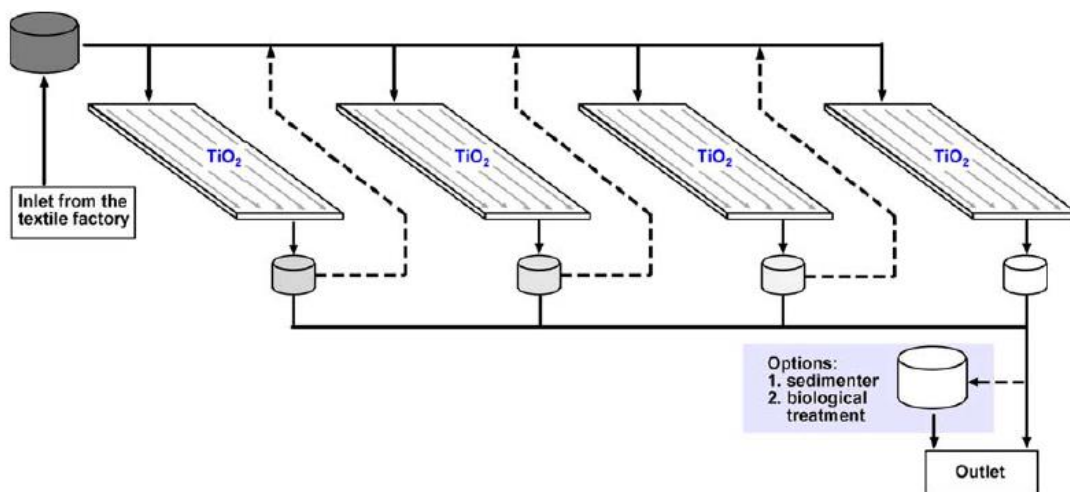 TiO₂
TiO₂
TiO₂
TiO₂
Inlet from the
textile factory
Options:
1. sedimenter
2. biological
treatment
Outlet